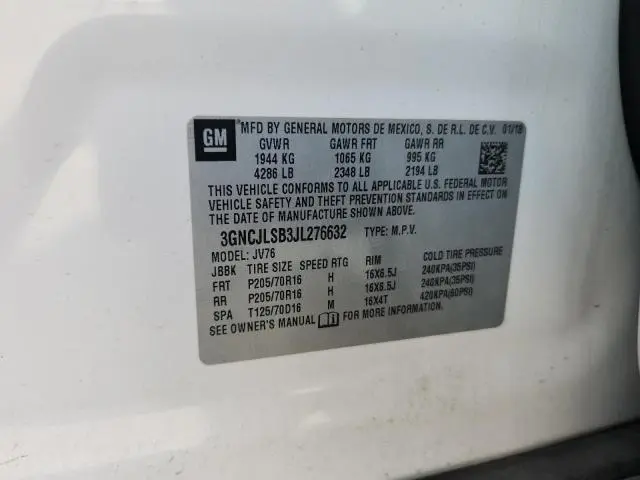 GM
MFD BY GENERAL MOTORS DE MEXICO, S. DE R.L. DE C.V. 01/18
GVWR GAWR FRT GAWR RR
1944 KG 1065 KG 995 KG
4286 LB 2348 LB 2194 LB
THIS VEHICLE CONFORMS TO ALL APPLICABLE U.S. FEDERAL MOTOR
VEHICLE SAFETY AND THEFT PREVENTION STANDARDS IN EFFECT ON
THE DATE OF MANUFACTURE SHOWN ABOVE.
3GNCJLSB3JL276632 TYPE: M.P.V.
MODEL: JV76
JBBK TIRE SIZE SPEED RTG RIM COLD TIRE PRESSURE
FRT P205/70R16 H 16X6.5J 240KPA(35PSI)
RR P205/70R16 H 16X6.5J 240KPA(35PSI)
SPA T125/70D16 M 16X4T 420KPA(60PSI)
SEE OWNER'S MANUAL FOR MORE INFORMATION.